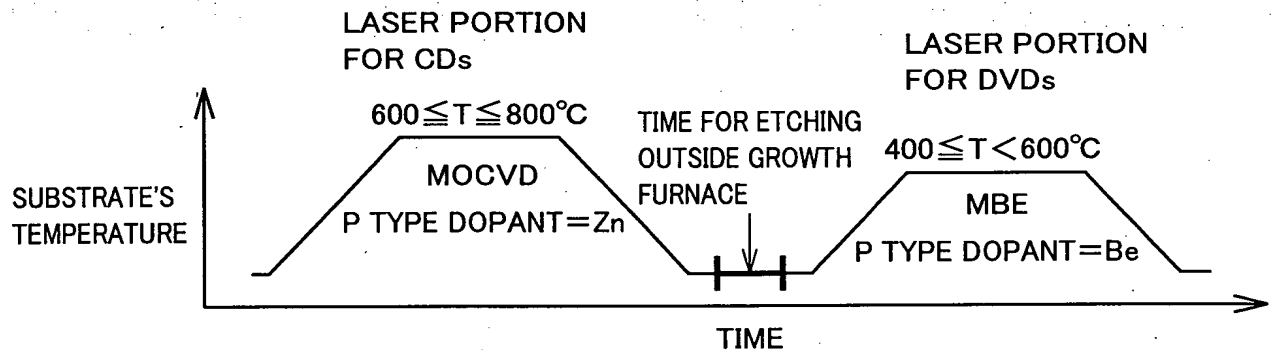 LASER PORTION
FOR CDs
600≦T≦800°C
MOCVD
P TYPE DOPANT=Zn
TIME FOR ETCHING
OUTSIDE GROWTH
FURNACE
LASER PORTION
FOR DVDs
400≦T<600°C
MBE
P TYPE DOPANT=Be
SUBSTRATE'S
TEMPERATURE
TIME